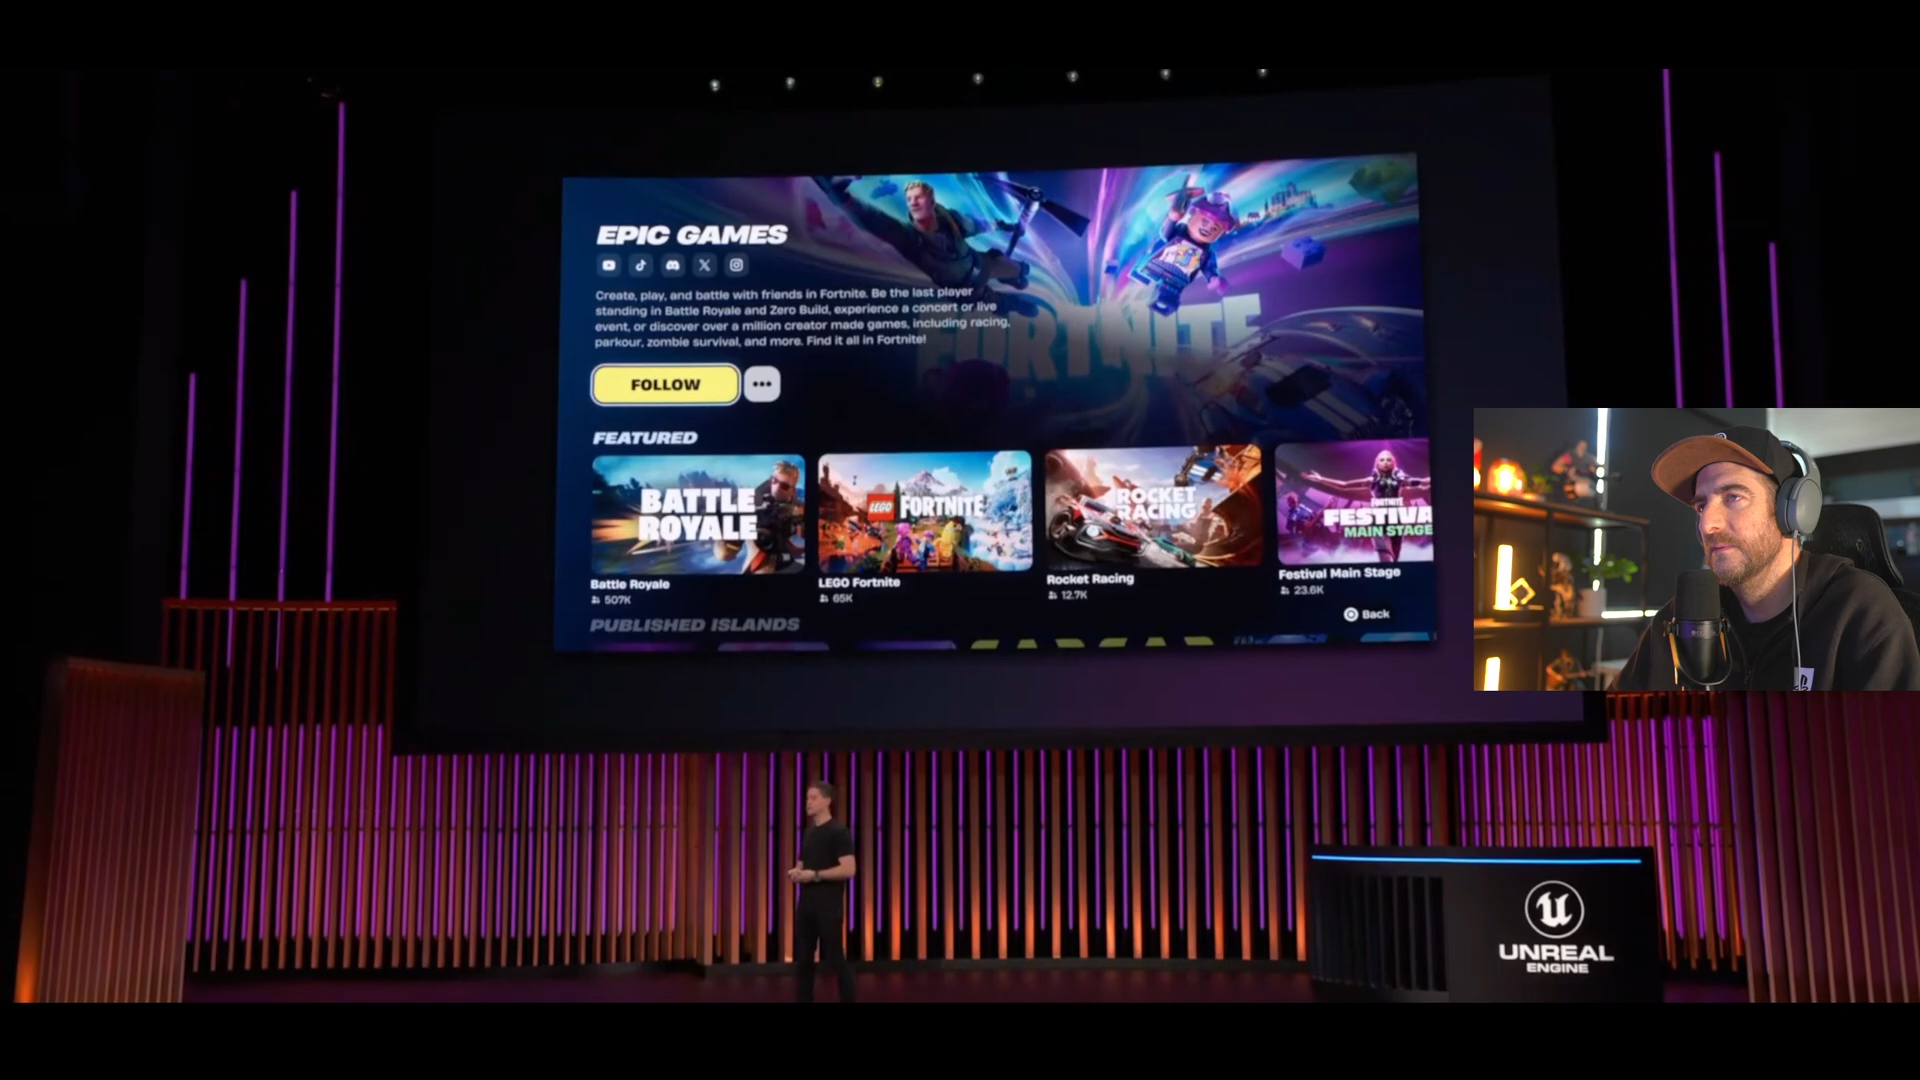 EPIC GAMES
Create, play, and battle with friends in Fortnite. Be the last player
standing in Battle Royale and Zero Build, experience a concert or live
event, or discover over a million creator made games, including racing,
parkour, zombie survival, and more. Find it all in Fortnite!
FORTNITE
FOLLOW
FEATURED
BATTLE
ROYALE
LEGO FORTNITE
ROCKET
RACING
FORTNITE
FESTIVA
MAIN STAGE
Battle Royale
507K
LEGO Fortnite
65K
Rocket Racing
12.7K
Festival Main Stage
23.6K
Back
PUBLISHED ISLANDS
UNREAL
ENGINE